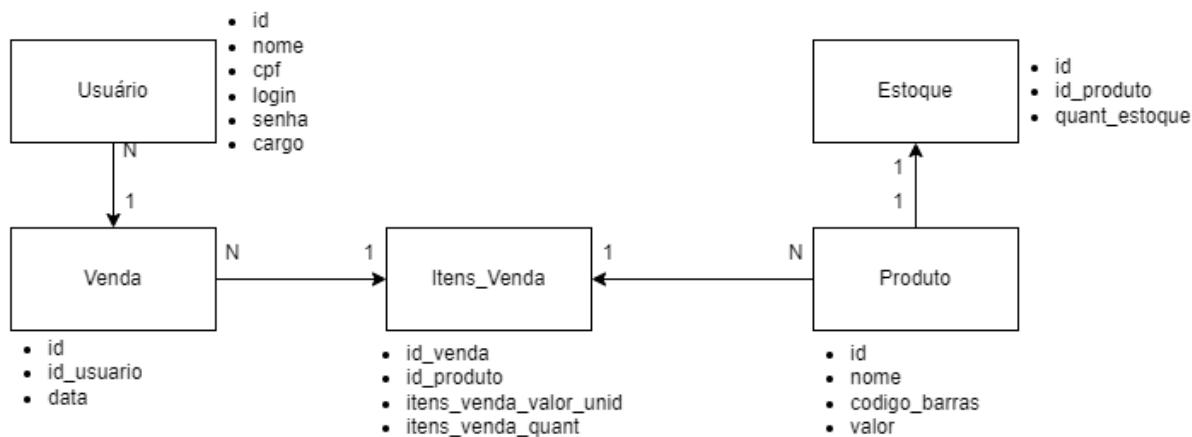 Usuário
• id
• nome
• cpf
• login
• senha
• cargo
Estoque
• id
• id_produto
• quant_estoque
N
1
1
1
Venda
N
1
Itens_Venda
1
N
Produto
• id
• id_usuario
• data
• id_venda
• id_produto
• itens_venda_valor_unid
• itens_venda_quant
• id
• nome
• codigo_barras
• valor